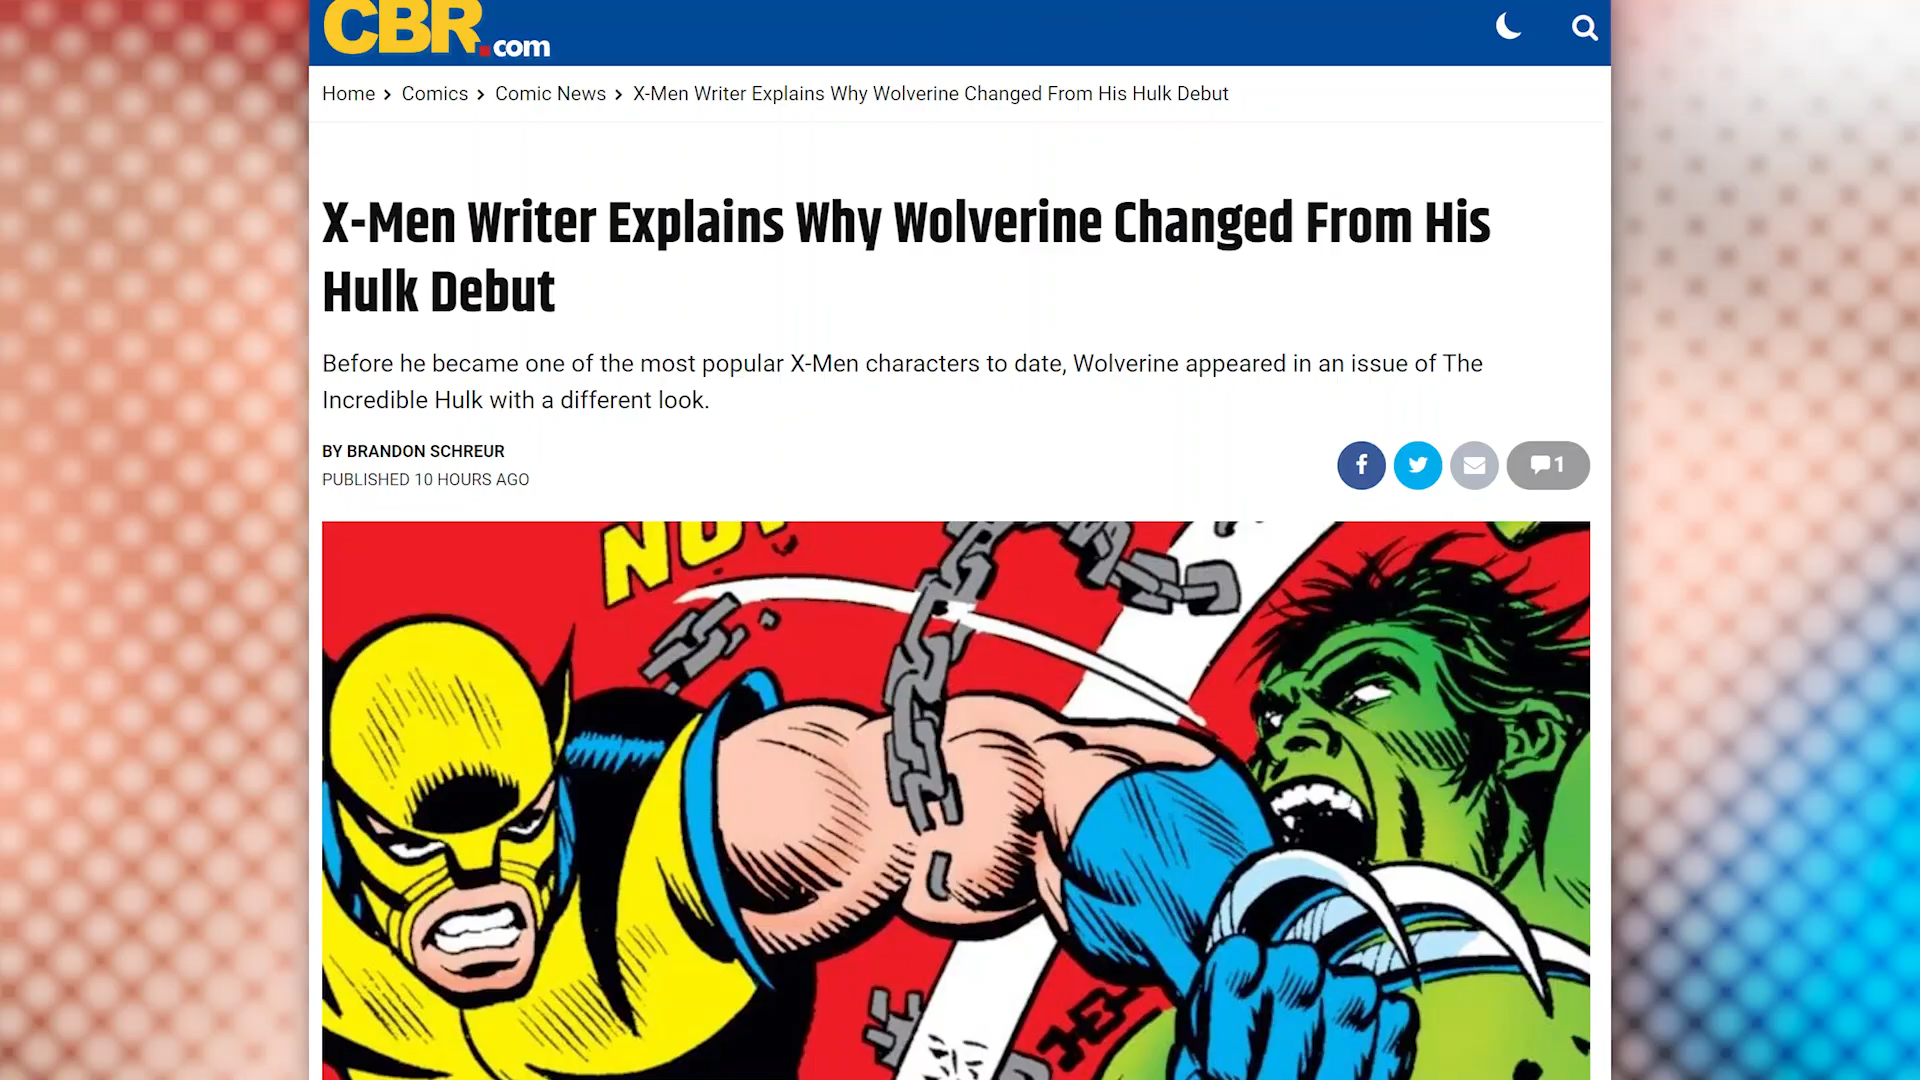 CBR.com
Home > Comics > Comic News > X-Men Writer Explains Why Wolverine Changed From His Hulk Debut
X-Men Writer Explains Why Wolverine Changed From His
Hulk Debut
Before he became one of the most popular X-Men characters to date, Wolverine appeared in an issue of The
Incredible Hulk with a different look.
BY BRANDON SCHREUR
PUBLISHED 10 HOURS AGO
1